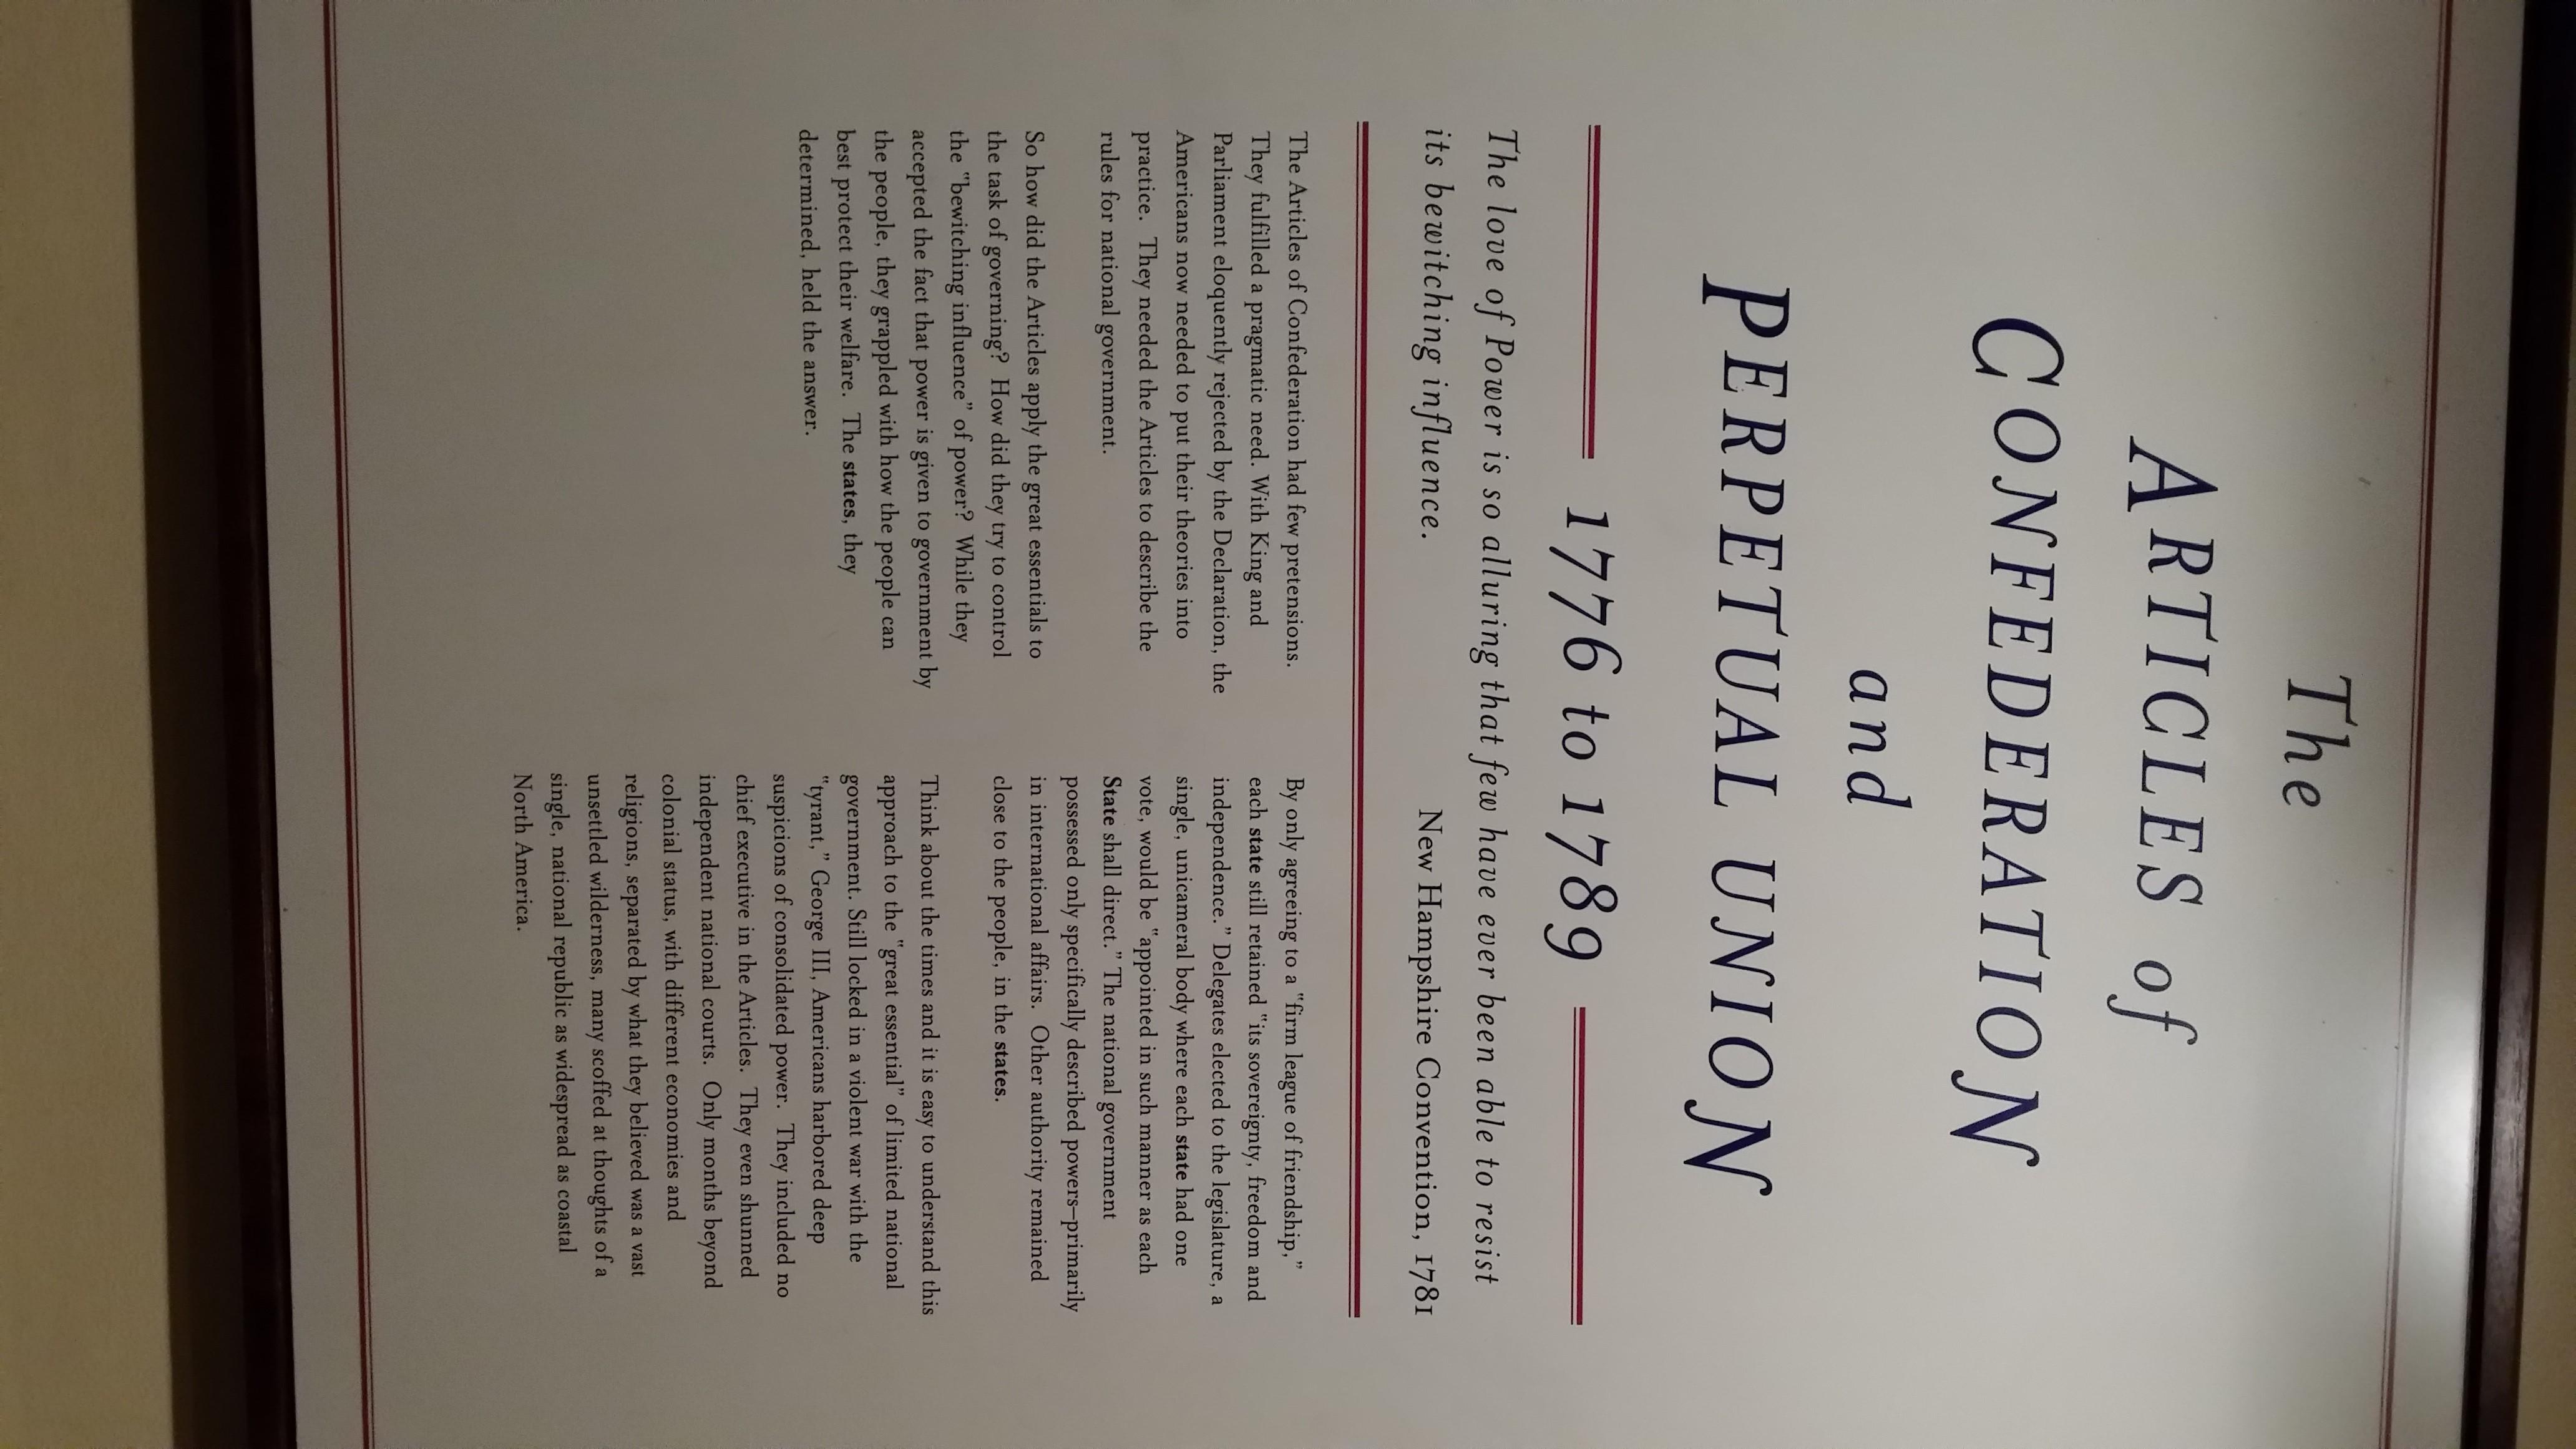 The
ARTICLES of
CONFEDERATION
and
PERPETUAL UNION
1776 to 1789
The love of Power is so alluring that few have ever been able to resist
its bewitching influence.
New Hampshire Convention, 1781
The Articles of Confederation had few pretensions.
They fulfilled a pragmatic need. With King and
Parliament eloquently rejected by the Declaration, the
Americans now needed to put their theories into
practice. They needed the Articles to describe the
rules for national government.
So how did the Articles apply the great essentials to
the task of governing? How did they try to control
the "bewitching influence" of power? While they
accepted the fact that power is given to government by
the people, they grappled with how the people can
best protect their welfare. The states, they
determined, held the answer.
By only agreeing to a "firm league of friendship,"
each state still retained "its sovereignty, freedom and
independence." Delegates elected to the legislature, a
single, unicameral body where each state had one
vote, would be "appointed in such manner as each
State shall direct." The national government
possessed only specifically described powers–primarily
in international affairs. Other authority remained
close to the people, in the states.
Think about the times and it is easy to understand this
approach to the "great essential" of limited national
government. Still locked in a violent war with the
"tyrant," George III, Americans harbored deep
suspicions of consolidated power. They included no
chief executive in the Articles. They even shunned
independent national courts. Only months beyond
colonial status, with different economies and
religions, separated by what they believed was a vast
unsettled wilderness, many scoffed at thoughts of a
single, national republic as widespread as coastal
North America.